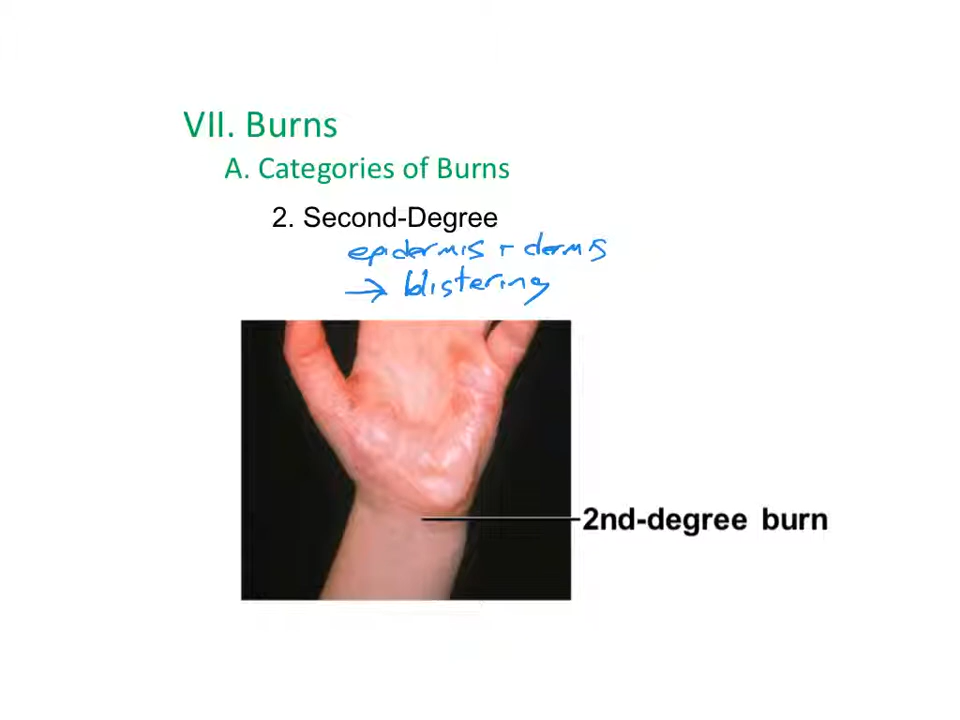 VII. Burns
A. Categories of Burns
2. Second-Degree
epidermis + dermis
→ blistering
2nd-degree burn